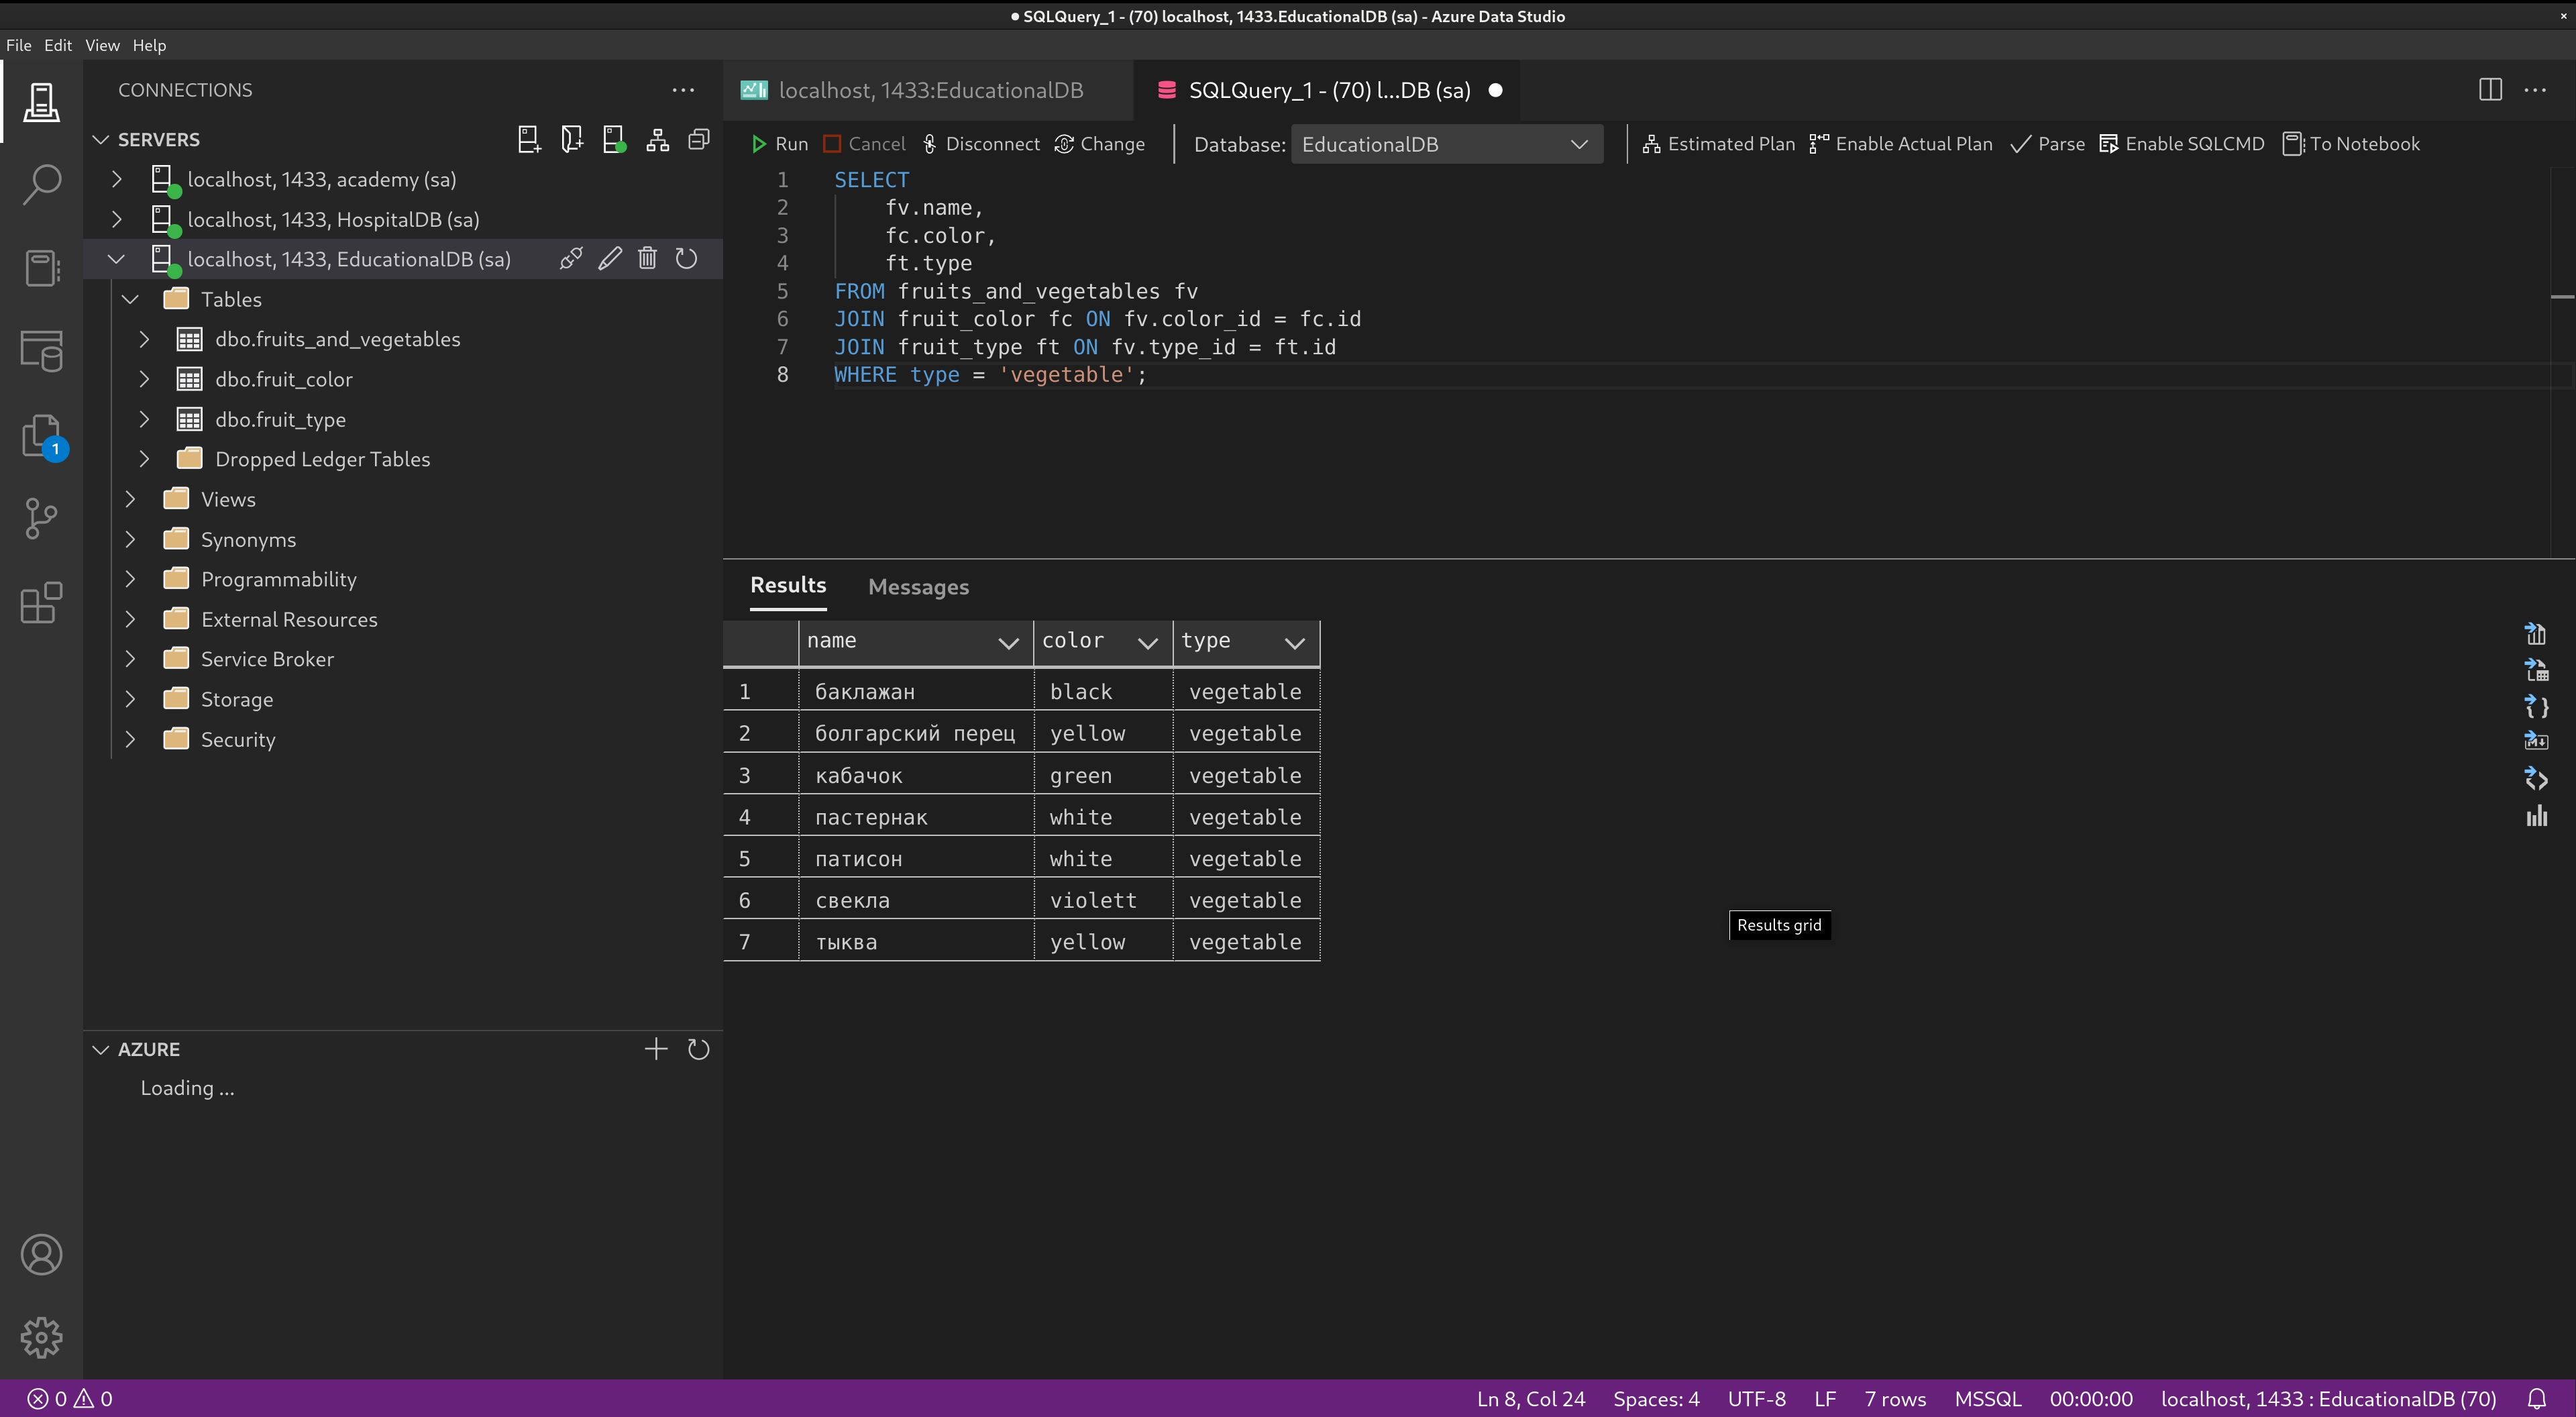 SQLQuery_1 - (70) localhost, 1433.EducationalDB (sa) - Azure Data Studio
File Edit View Help
CONNECTIONS
SERVERS
localhost, 1433, academy (sa)
localhost, 1433, HospitalDB (sa)
localhost, 1433, EducationalDB (sa)
Tables
dbo.fruits_and_vegetables
dbo.fruit_color
dbo.fruit_type
Dropped Ledger Tables
Views
Synonyms
Programmability
External Resources
Service Broker
Storage
Security
AZURE
Loading ...
1
localhost, 1433:EducationalDB
SQLQuery_1 - (70) l...DB (sa)
Run Cancel Disconnect Change Database: EducationalDB Estimated Plan Enable Actual Plan Parse Enable SQLCMD To Notebook
1 SELECT
2 fv.name,
3 fc.color,
4 ft.type
5 FROM fruits_and_vegetables fv
6 JOIN fruit_color fc ON fv.color_id = fc.id
7 JOIN fruit_type ft ON fv.type_id = ft.id
8 WHERE type = 'vegetable';
Results Messages
name color type
1 баклажан black vegetable
2 болгарский перец yellow vegetable
3 кабачок green vegetable
4 пастернак white vegetable
5 патисон white vegetable
6 свекла violett vegetable
7 тыква yellow vegetable
Results grid
0 0 Ln 8, Col 24 Spaces: 4 UTF-8 LF 7 rows MSSQL 00:00:00 localhost, 1433 : EducationalDB (70)